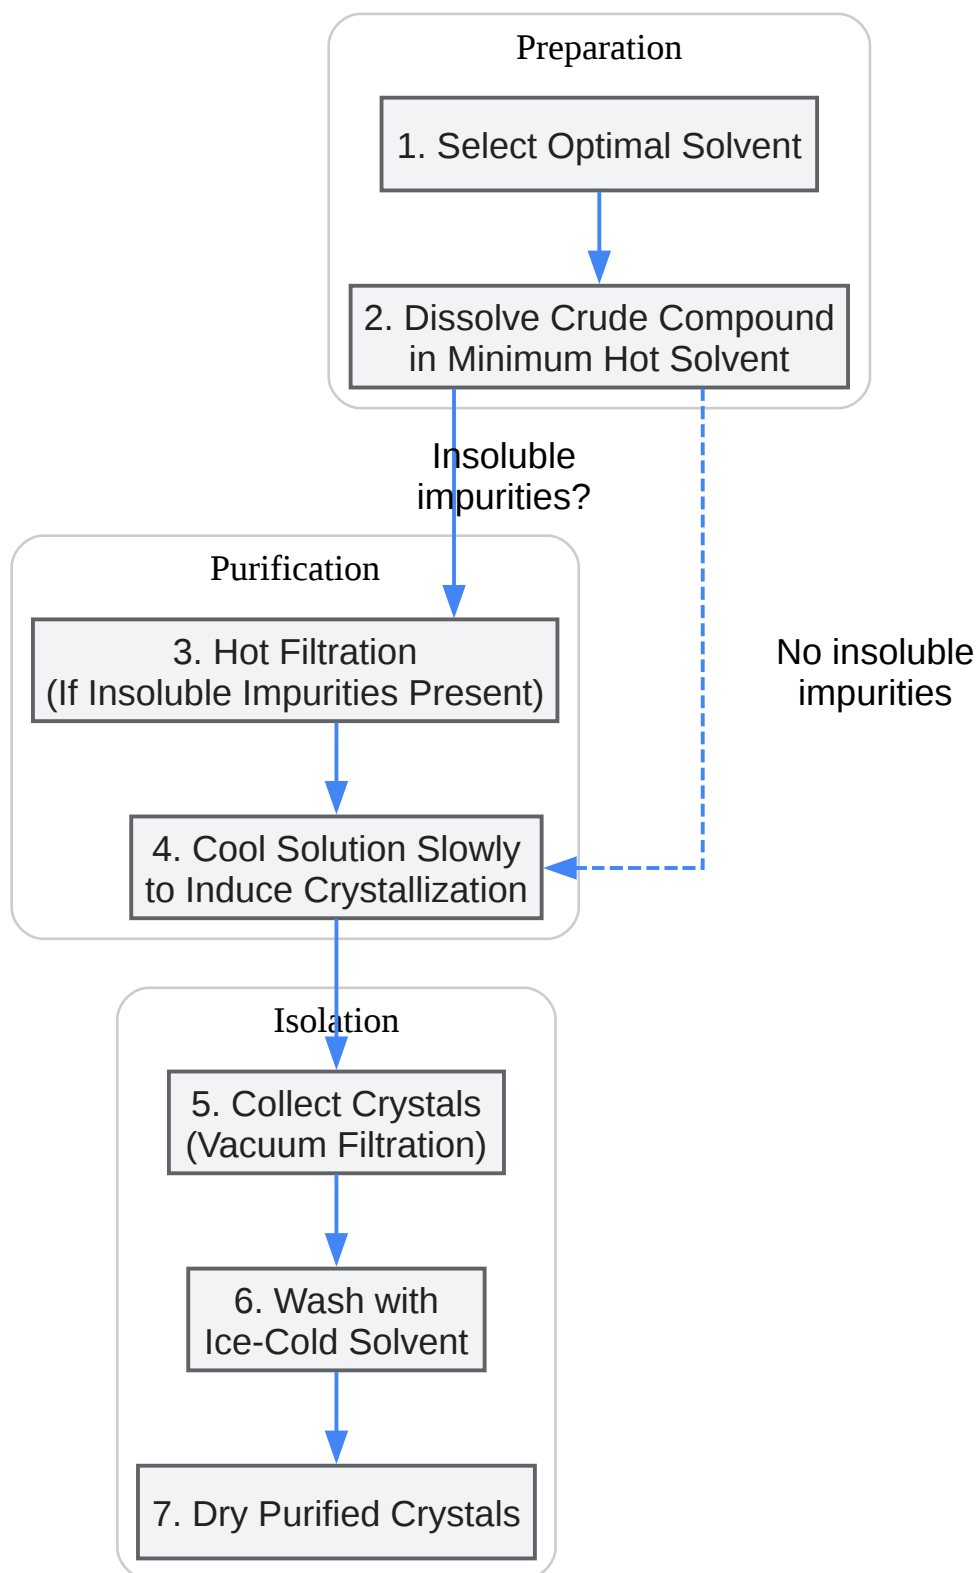 Preparation
1. Select Optimal Solvent
2. Dissolve Crude Compound
in Minimum Hot Solvent
Insoluble
impurities?
Purification
3. Hot Filtration
(If Insoluble Impurities Present)
No insoluble
impurities
4. Cool Solution Slowly
to Induce Crystallization
Isolation
5. Collect Crystals
(Vacuum Filtration)
6. Wash with
Ice-Cold Solvent
7. Dry Purified Crystals